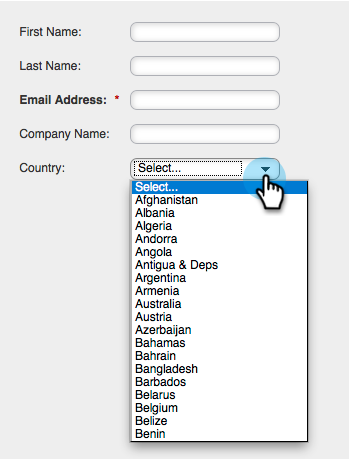 First Name:
Last Name:
Email Address: *
Company Name:
Country: Select...
Select...
Afghanistan
Albania
Algeria
Andorra
Angola
Antigua & Deps
Argentina
Armenia
Australia
Austria
Azerbaijan
Bahamas
Bahrain
Bangladesh
Barbados
Belarus
Belgium
Belize
Benin